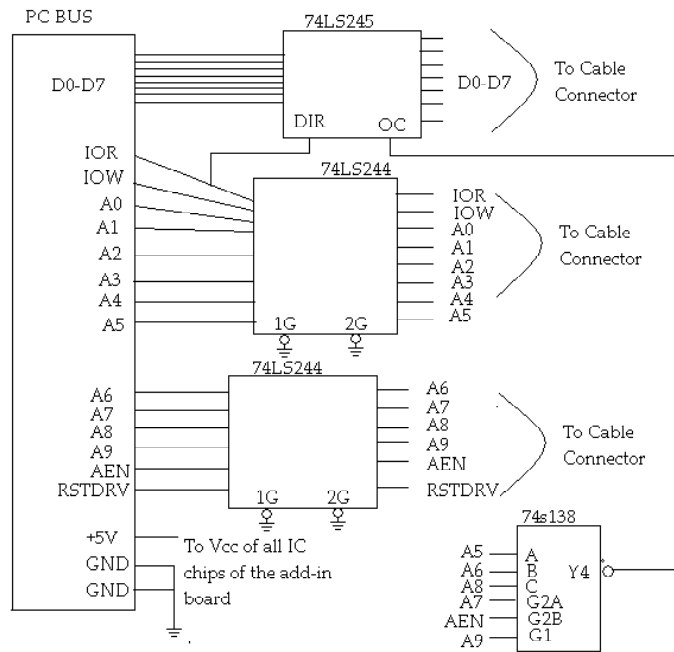 PC BUS
74LS245
D0-D7
DIR
OC
D0-D7
To Cable
Connector
IOR
IOW
A0
A1
A2
A3
A4
A5
74LS244
1G
2G
IOR
IOW
A0
A1
A2
A3
A4
A5
To Cable
Connector
74LS244
A6
A7
A8
A9
AEN
RSTDRV
1G
2G
A6
A7
A8
A9
AEN
RSTDRV
To Cable
Connector
+5V
GND
GND
To Vcc of all IC
chips of the add-in
board
74s138
A5
A6
A8
A7
AEN
A9
A
B
C
G2A
G2B
G1
Y4